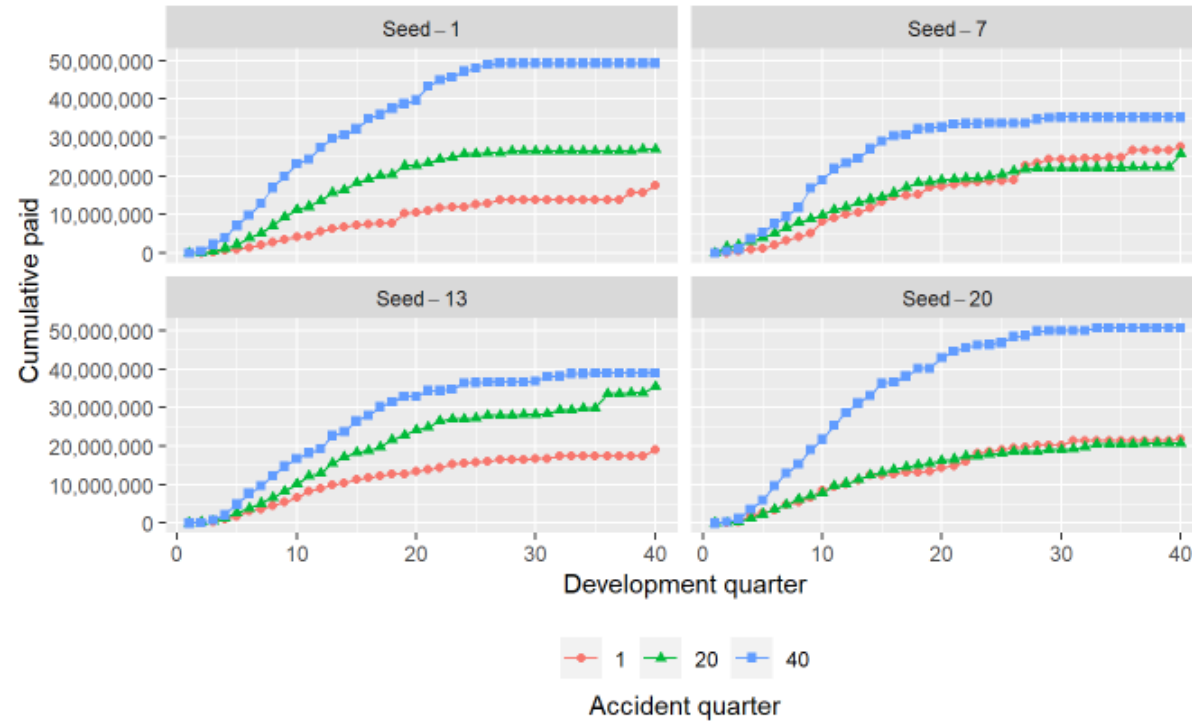 Seed – 1
Seed – 7
50,000,000
40,000,000
30,000,000
20,000,000
10,000,000
0
Seed – 13
Seed – 20
50,000,000
40,000,000
30,000,000
20,000,000
10,000,000
0
Cumulative paid
0 10 20 30 40
0 10 20 30 40
Development quarter
1 20 40
Accident quarter